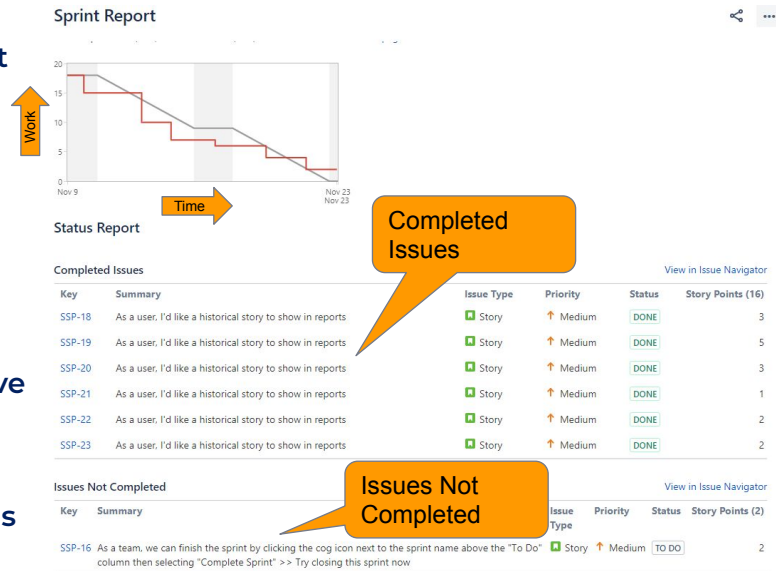 Sprint Report
20
15
10
5
0
Work
Nov 9
Nov 23
Nov 23
Time
Status Report
Completed
Issues
Completed Issues
View in Issue Navigator
Key Summary Issue Type Priority Status Story Points (16)
SSP-18 As a user, I'd like a historical story to show in reports Story Medium DONE 3
SSP-19 As a user, I'd like a historical story to show in reports Story Medium DONE 5
SSP-20 As a user, I'd like a historical story to show in reports Story Medium DONE 3
SSP-21 As a user, I'd like a historical story to show in reports Story Medium DONE 1
SSP-22 As a user, I'd like a historical story to show in reports Story Medium DONE 2
SSP-23 As a user, I'd like a historical story to show in reports Story Medium DONE 2
Issues Not Completed
Issues Not
Completed
View in Issue Navigator
Key Summary Issue Type Priority Status Story Points (2)
SSP-16 As a team, we can finish the sprint by clicking the cog icon next to the sprint name above the "To Do" Story Medium TO DO 2
column then selecting "Complete Sprint" >> Try closing this sprint now